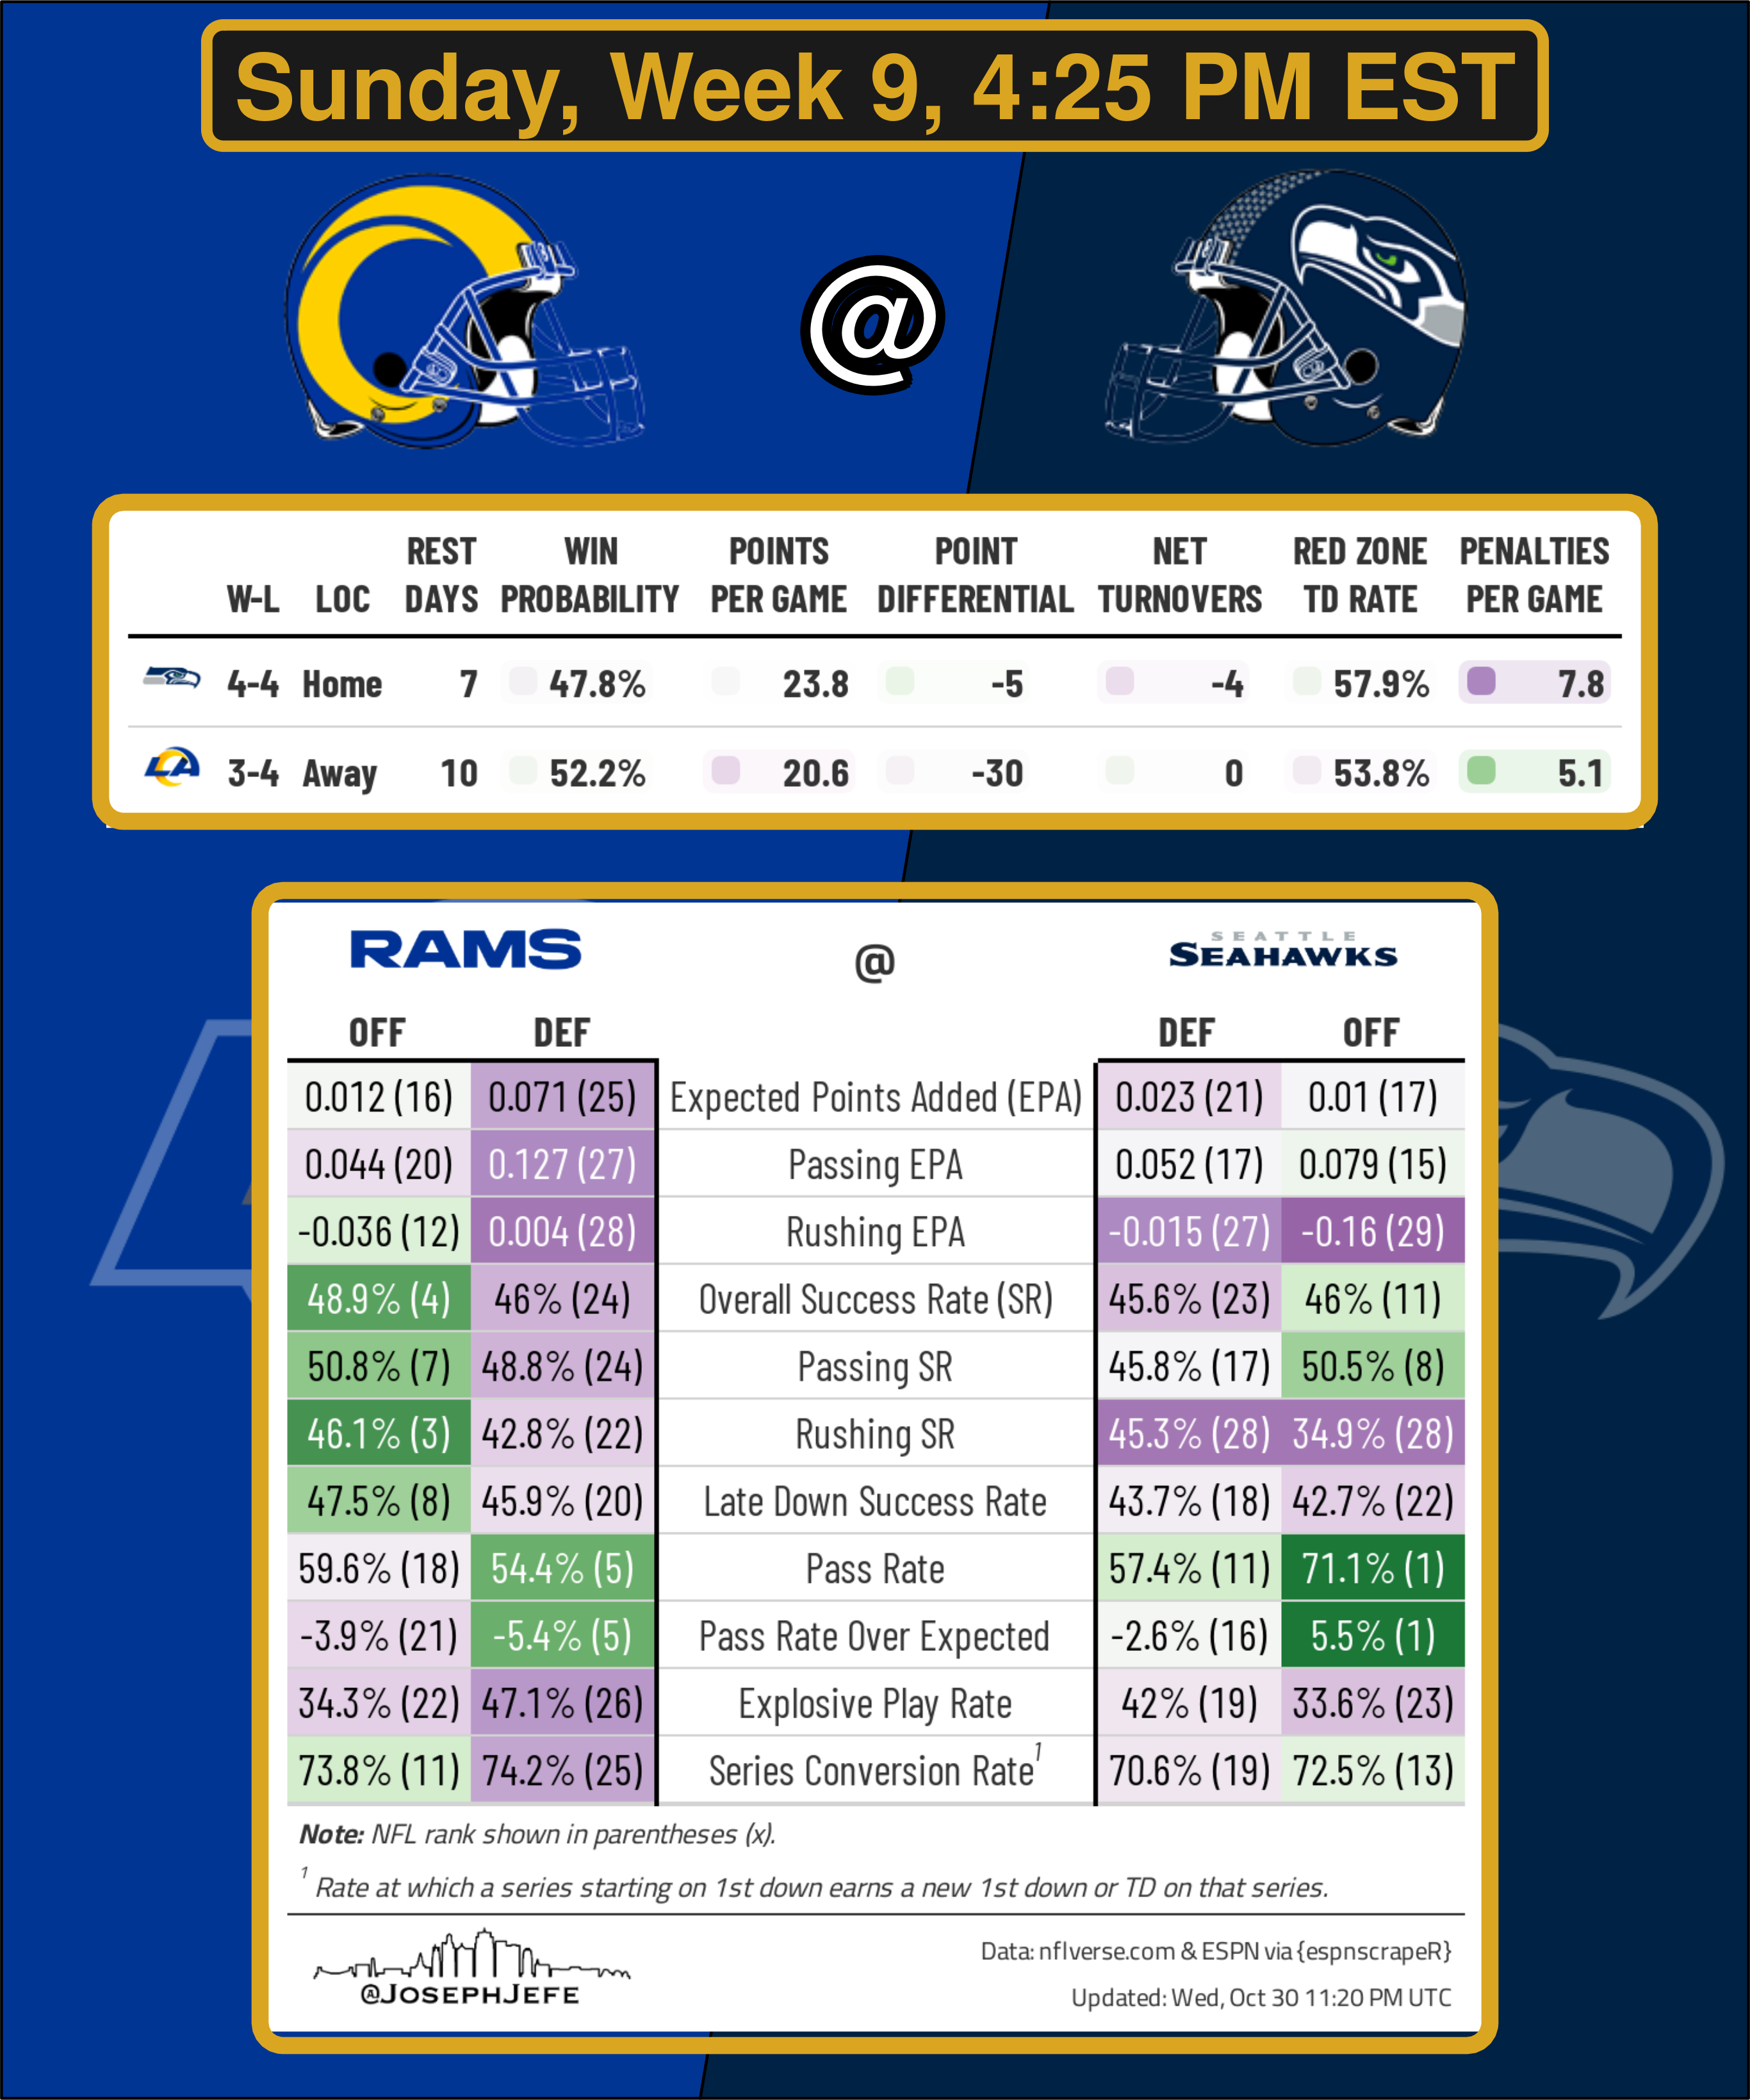 Sunday, Week 9, 4:25 PM EST
@
W-L LOC REST DAYS WIN PROBABILITY POINTS PER GAME POINT DIFFERENTIAL NET TURNOVERS RED ZONE TD RATE PENALTIES PER GAME
4-4 Home 7 47.8% 23.8 -5 -4 57.9% 7.8
LA 3-4 Away 10 52.2% 20.6 -30 0 53.8% 5.1
RAMS @ SEATTLE SEAHAWKS
OFF DEF DEF OFF
0.012 (16) 0.071 (25) Expected Points Added (EPA) 0.023 (21) 0.01 (17)
0.044 (20) 0.127 (27) Passing EPA 0.052 (17) 0.079 (15)
-0.036 (12) 0.004 (28) Rushing EPA -0.015 (27) -0.16 (29)
48.9% (4) 46% (24) Overall Success Rate (SR) 45.6% (23) 46% (11)
50.8% (7) 48.8% (24) Passing SR 45.8% (17) 50.5% (8)
46.1% (3) 42.8% (22) Rushing SR 45.3% (28) 34.9% (28)
47.5% (8) 45.9% (20) Late Down Success Rate 43.7% (18) 42.7% (22)
59.6% (18) 54.4% (5) Pass Rate 57.4% (11) 71.1% (1)
-3.9% (21) -5.4% (5) Pass Rate Over Expected -2.6% (16) 5.5% (1)
34.3% (22) 47.1% (26) Explosive Play Rate 42% (19) 33.6% (23)
73.8% (11) 74.2% (25) Series Conversion Rate¹ 70.6% (19) 72.5% (13)
Note: NFL rank shown in parentheses (x).
¹ Rate at which a series starting on 1st down earns a new 1st down or TD on that series.
@JOSEPHJEFE
Data: nflverse.com & ESPN via {espnscrapeR}
Updated: Wed, Oct 30 11:20 PM UTC